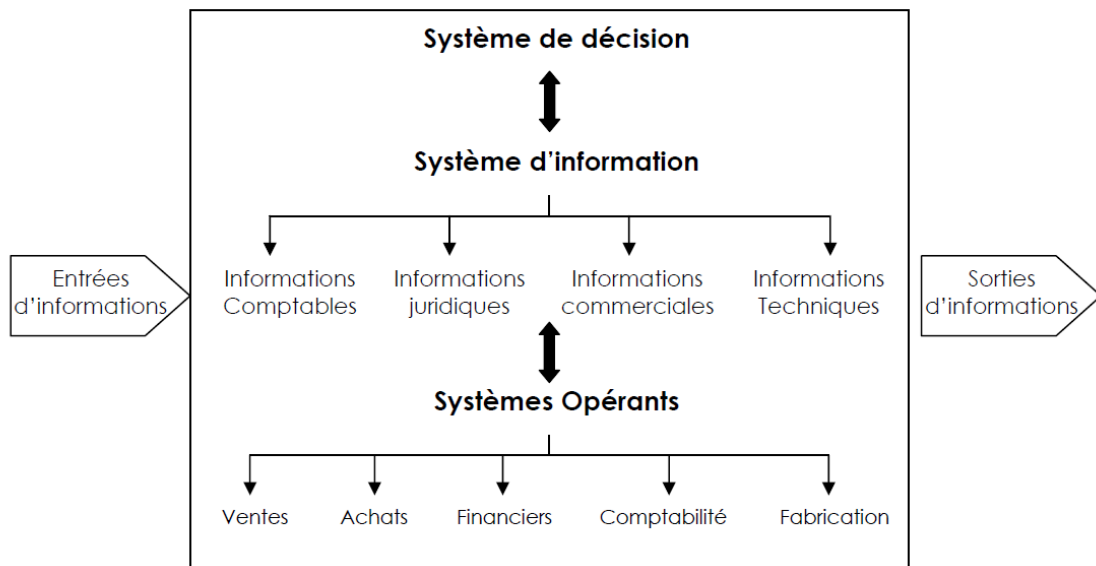 Système de décision
Système d'information
Entrées
d'informations
Informations
Comptables
Informations
juridiques
Informations
commerciales
Informations
Techniques
Sorties
d'informations
Systèmes Opérants
Ventes
Achats
Financiers
Comptabilité
Fabrication